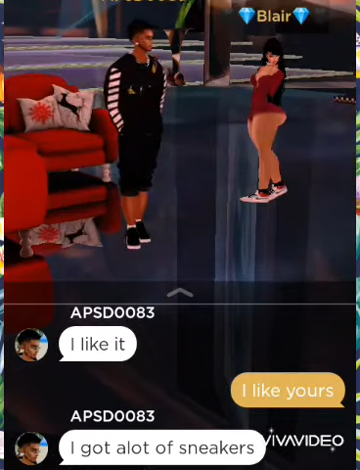 💎Blair💎
APSD0083
I like it
I like yours
APSD0083
I got alot of sneakers
VIVAVIDEO